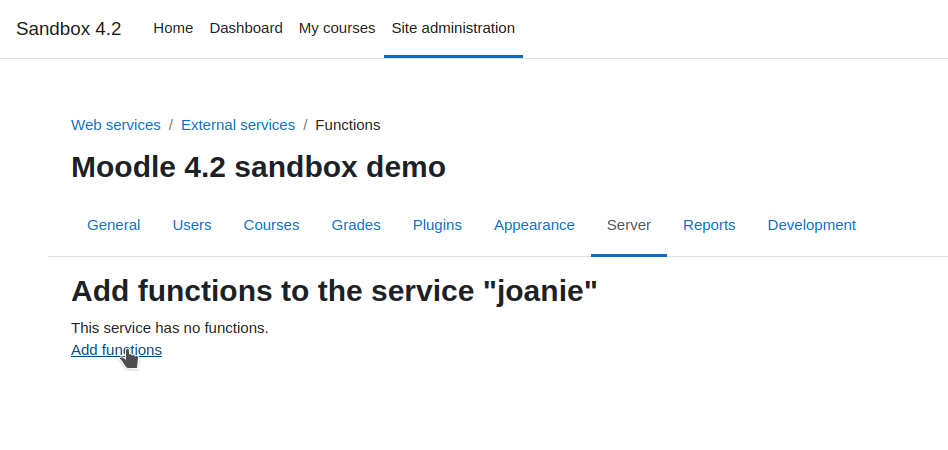 Sandbox 4.2 Home Dashboard My courses Site administration
Web services / External services / Functions
Moodle 4.2 sandbox demo
General Users Courses Grades Plugins Appearance Server Reports Development
Add functions to the service "joanie"
This service has no functions.
Add functions